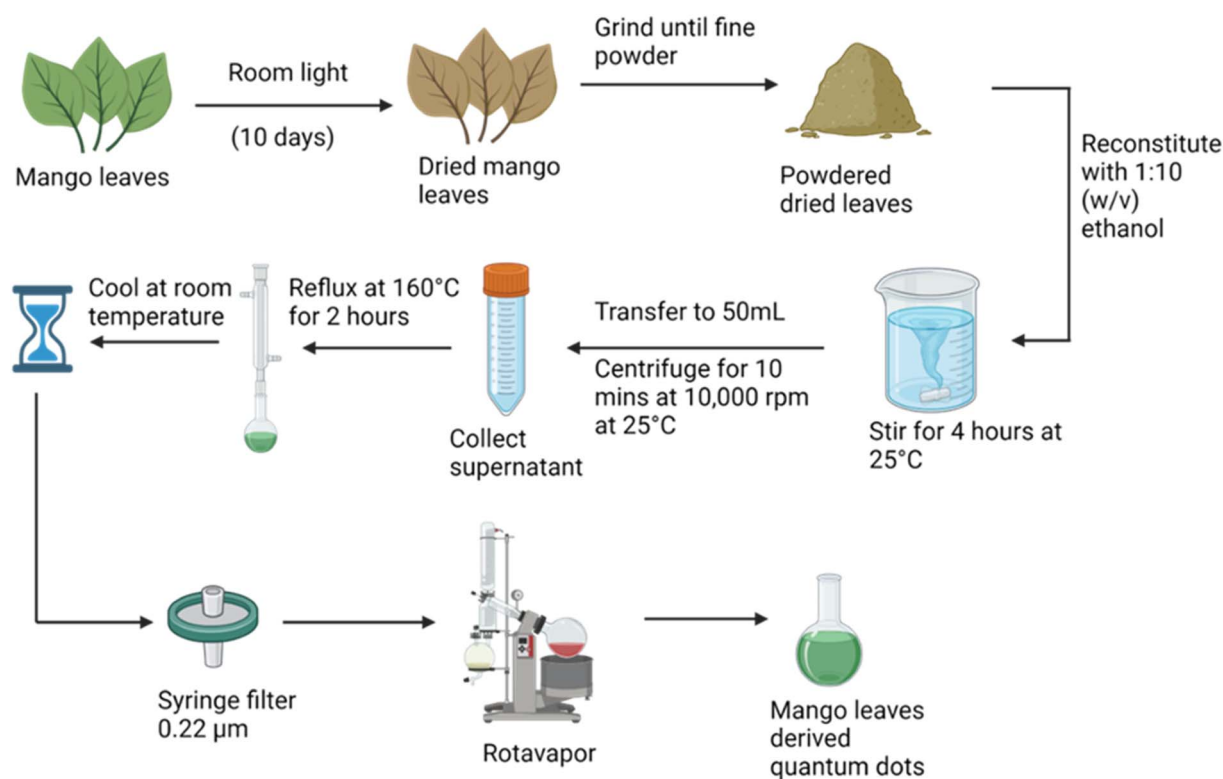 Mango leaves
Room light
(10 days)
Dried mango
leaves
Grind until fine
powder
Powdered
dried leaves
Reconstitute
with 1:10
(w/v)
ethanol
Stir for 4 hours at
25°C
Transfer to 50mL
Centrifuge for 10
mins at 10,000 rpm
at 25°C
Collect
supernatant
Reflux at 160°C
for 2 hours
Cool at room
temperature
Syringe filter
0.22 µm
Rotavapor
Mango leaves
derived
quantum dots